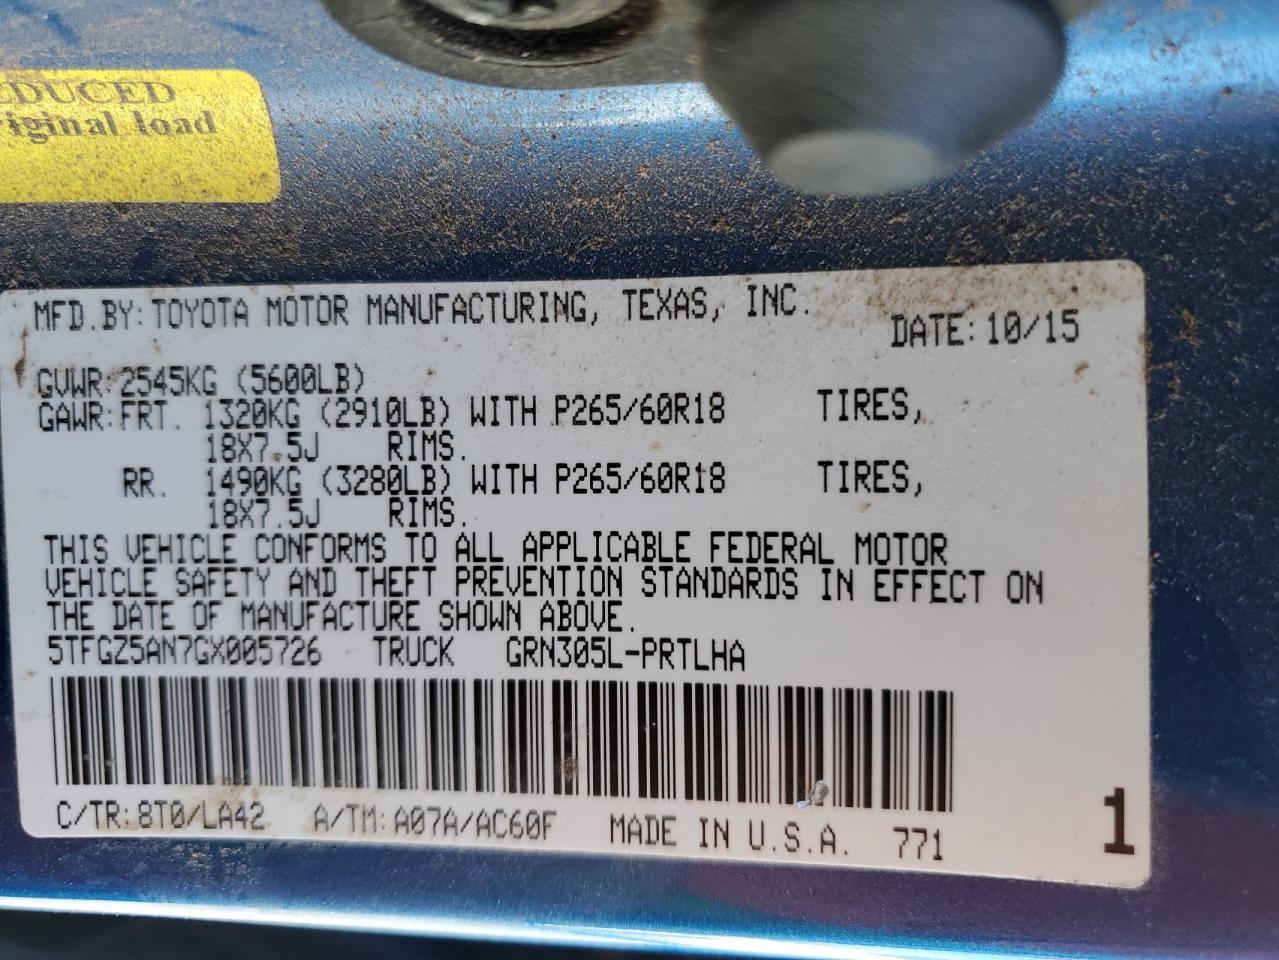 EDUCED
riginal load
MFD.BY:TOYOTA MOTOR MANUFACTURING, TEXAS, INC. DATE:10/15
GVWR:2545KG (5600LB)
GAWR:FRT. 1320KG (2910LB) WITH P265/60R18 TIRES,
18X7.5J RIMS.
RR. 1490KG (3280LB) WITH P265/60R18 TIRES,
18X7.5J RIMS.
THIS VEHICLE CONFORMS TO ALL APPLICABLE FEDERAL MOTOR
VEHICLE SAFETY AND THEFT PREVENTION STANDARDS IN EFFECT ON
THE DATE OF MANUFACTURE SHOWN ABOVE.
5TFGZ5AN7GX005726 TRUCK GRN305L-PRTLHA
C/TR:8T0/LA42 A/TM:A07A/AC60F MADE IN U.S.A. 771 1